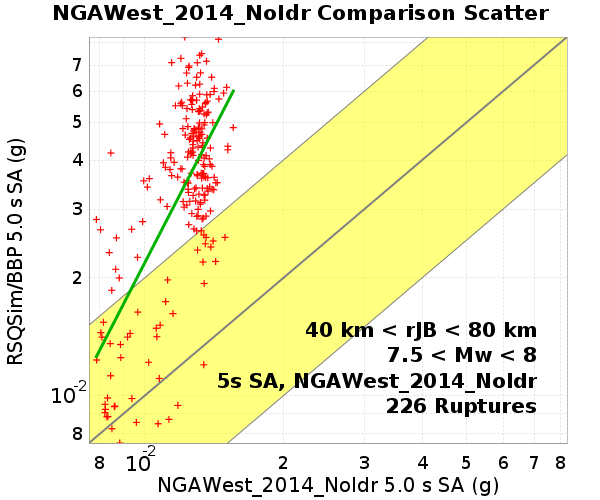 NGAWest_2014_NoIdr Comparison Scatter
RSQSim/BBP 5.0 s SA (g)
7
6
5
4
3
2
10-2
8
40 km < rJB < 80 km
7.5 < Mw < 8
5s SA, NGAWest_2014_NoIdr
226 Ruptures
8 10-2 2 3 4 5 6 7 8
NGAWest_2014_NoIdr 5.0 s SA (g)